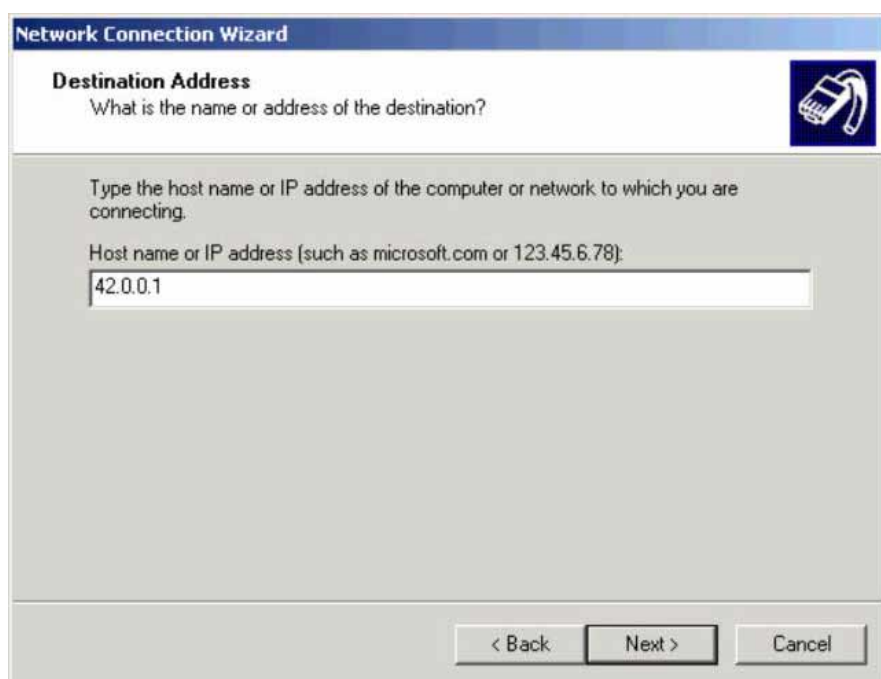 Network Connection Wizard
Destination Address
What is the name or address of the destination?
Type the host name or IP address of the computer or network to which you are
connecting.
Host name or IP address (such as microsoft.com or 123.45.6.78):
42.0.0.1
< Back Next > Cancel